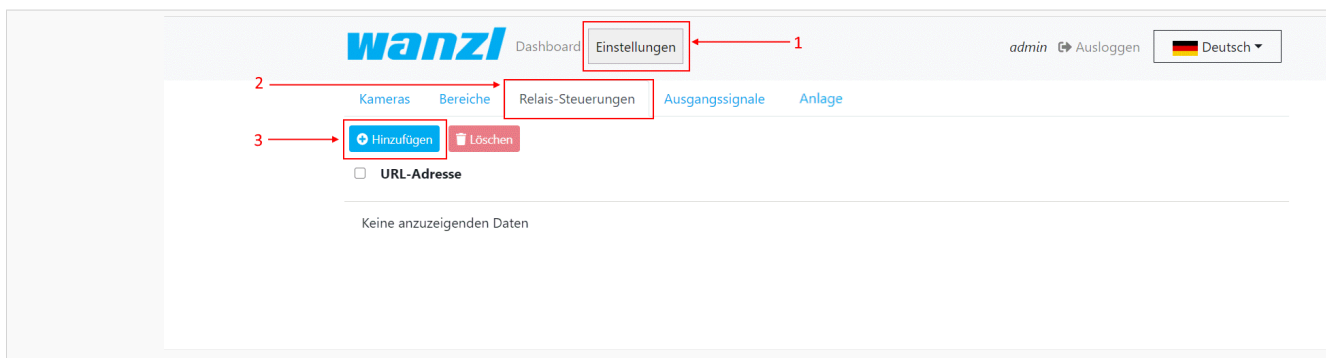 wanzl Dashboard Einstellungen 1 admin Ausloggen Deutsch
2
Kameras Bereiche Relais-Steuerungen Ausgangssignale Anlage
3 Hinzufügen Löschen
URL-Adresse
Keine anzuzeigenden Daten